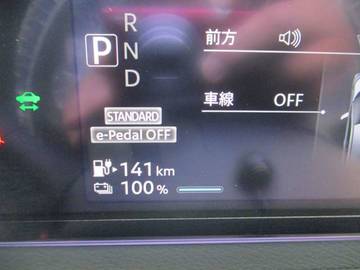 R
P
N
D
前方
車線 OFF
STANDARD
e-Pedal OFF
141 km
100 %